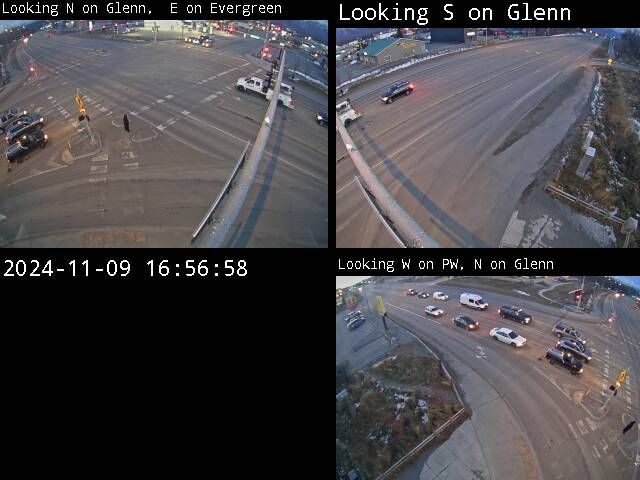 Looking N on Glenn,  E on Evergreen
Looking S on Glenn
2024-11-09 16:56:58
Looking W on PW, N on Glenn